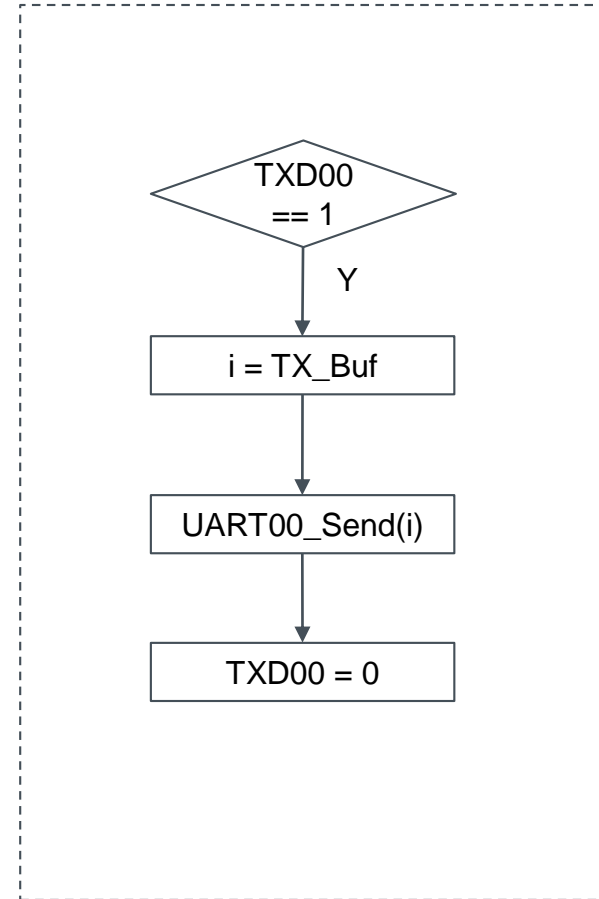 TXD00
== 1
Y
i = TX_Buf
UART00_Send(i)
TXD00 = 0